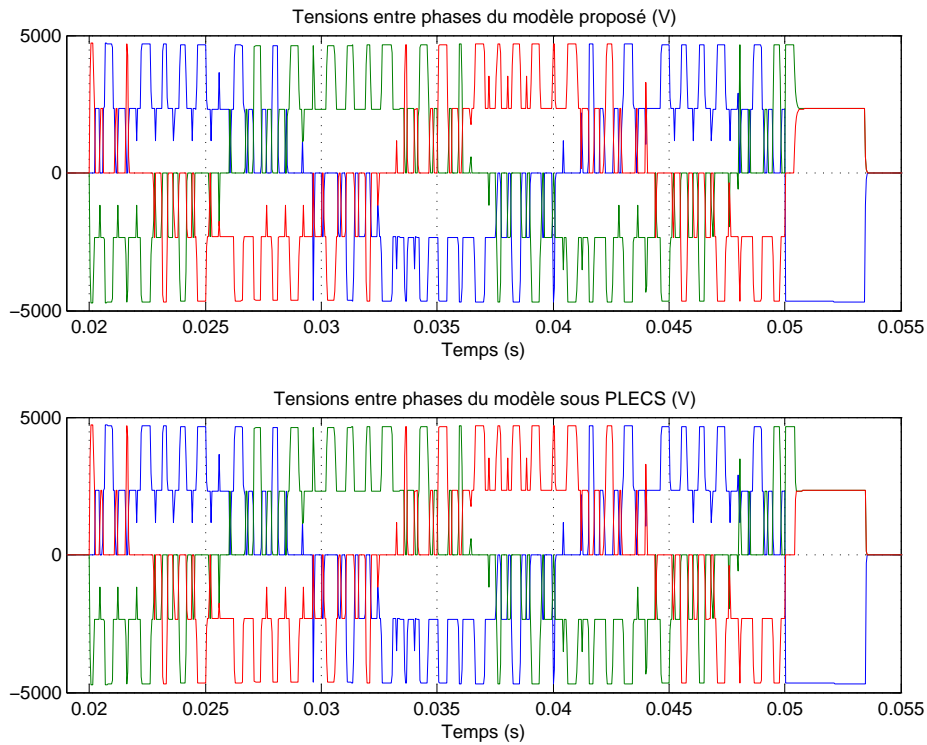 Tensions entre phases du modèle proposé (V)
5000
0
−5000
0.02 0.025 0.03 0.035 0.04 0.045 0.05 0.055
Temps (s)
Tensions entre phases du modèle sous PLECS (V)
5000
0
−5000
0.02 0.025 0.03 0.035 0.04 0.045 0.05 0.055
Temps (s)